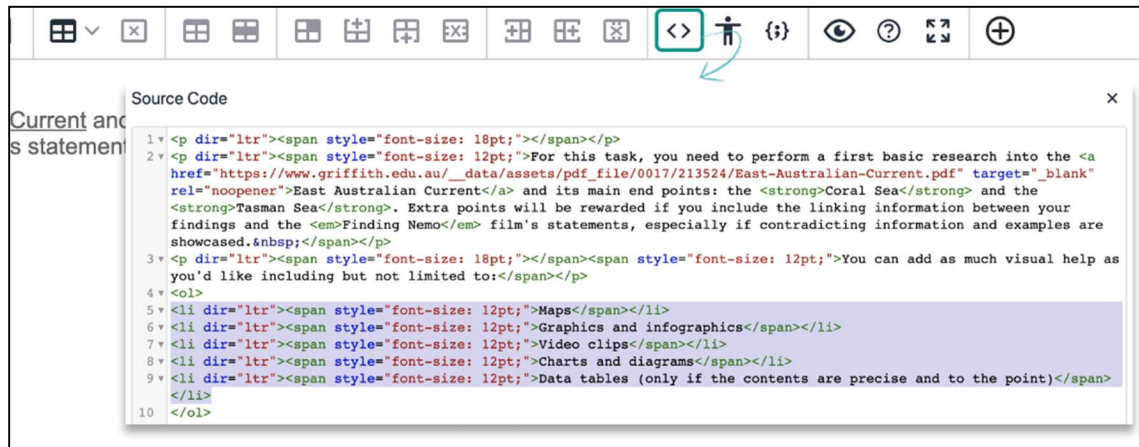 Current and
s statement
Source Code
1 <p dir="ltr"><span style="font-size: 18pt;"></span></p>
2 <p dir="ltr"><span style="font-size: 12pt;">For this task, you need to perform a first basic research into the <a
href="https://www.griffith.edu.au/__data/assets/pdf_file/0017/213524/East-Australian-Current.pdf" target="_blank"
rel="noopener">East Australian Current</a> and its main end points: the <strong>Coral Sea</strong> and the
<strong>Tasman Sea</strong>. Extra points will be rewarded if you include the linking information between your
findings and the <em>Finding Nemo</em> film's statements, especially if contradicting information and examples are
showcased.&nbsp;</span></p>
3 <p dir="ltr"><span style="font-size: 18pt;"></span><span style="font-size: 12pt;">You can add as much visual help as
you'd like including but not limited to:</span></p>
4 <ol>
5 <li dir="ltr"><span style="font-size: 12pt;">Maps</span></li>
6 <li dir="ltr"><span style="font-size: 12pt;">Graphics and infographics</span></li>
7 <li dir="ltr"><span style="font-size: 12pt;">Video clips</span></li>
8 <li dir="ltr"><span style="font-size: 12pt;">Charts and diagrams</span></li>
9 <li dir="ltr"><span style="font-size: 12pt;">Data tables (only if the contents are precise and to the point)</span>
</li>
10 </ol>